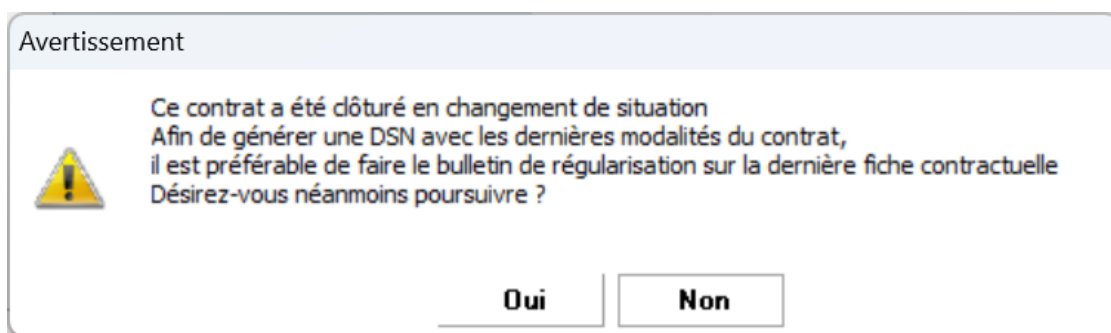 Avertissement
Ce contrat a été clôturé en changement de situation
Afin de générer une DSN avec les dernières modalités du contrat,
il est préférable de faire le bulletin de régularisation sur la dernière fiche contractuelle
Désirez-vous néanmoins poursuivre ?
Oui
Non